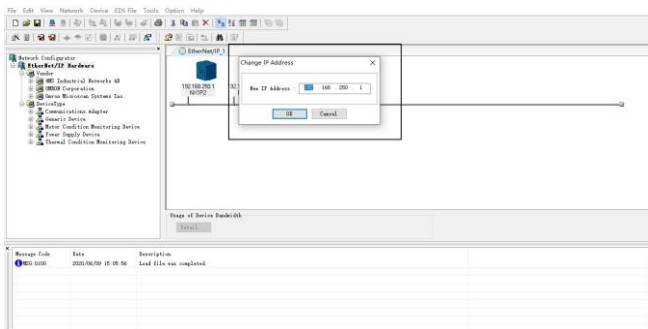 File Edit View Network Device EDS File Tools Option Help
EtherNet/IP_1
Network Configurator
EtherNet/IP Hardware
Vendor
HMS Industrial Networks AB
OMRON Corporation
Omron Microscan Systems Inc.
DeviceType
Communications Adapter
Generic Device
Motor Condition Monitoring Device
Power Supply Device
Thermal Condition Monitoring Device
192.168.250.1
NX1P2
Change IP Address
New IP Address : 192 . 168 . 250 . 1
OK Cancel
Usage of Device Bandwidth
Detail...
Message Code Date Description
MSG:0100 2020/06/09 15:05:56 Load file was completed.